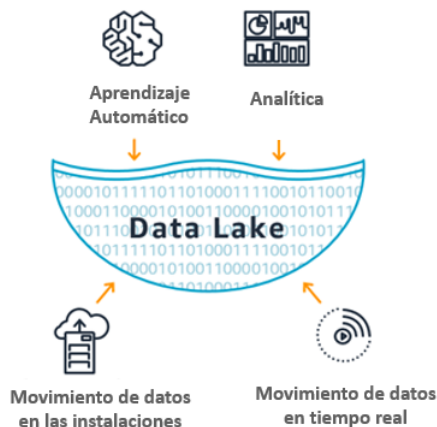 Aprendizaje
Automático
Analítica
Data Lake
Movimiento de datos
en las instalaciones
Movimiento de datos
en tiempo real